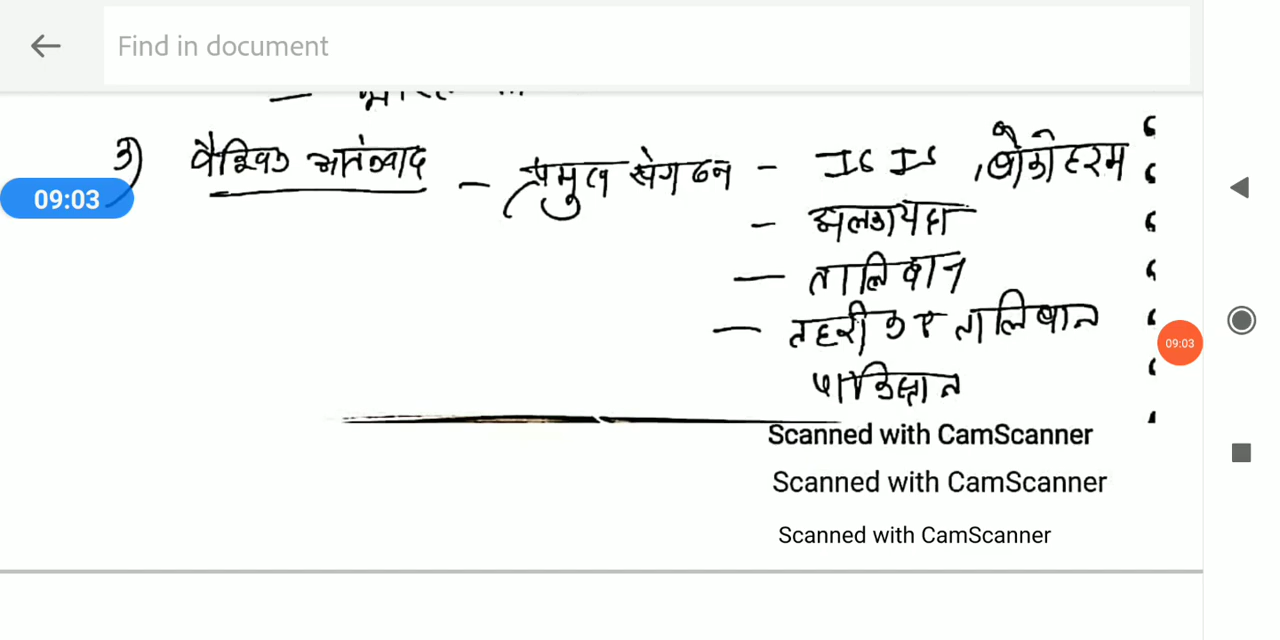 Find in document
3) वैश्विक आतंकवाद - प्रमुख संगठन - ISIS, बोको हरम
09:03
- अलकायदा
- तालिबान
- तहरीक ए तालिबान
09:03
पाकिस्तान
Scanned with CamScanner
Scanned with CamScanner
Scanned with CamScanner